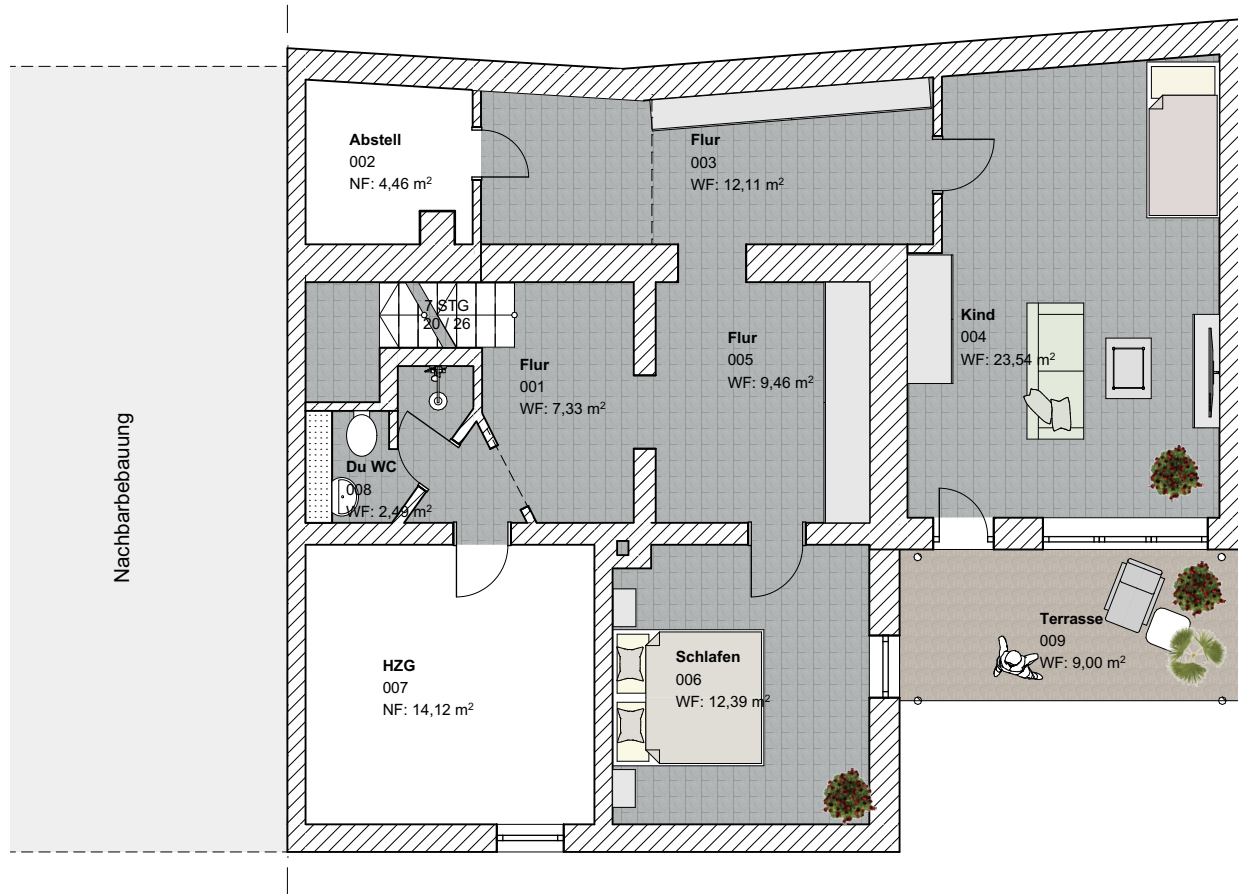 Abstell
002
NF: 4,46 m²
Flur
003
WF: 12,11 m²
7 STG
20 / 26
Flur
001
WF: 7,33 m²
Flur
005
WF: 9,46 m²
Kind
004
WF: 23,54 m²
Nachbarbebauung
Du WC
008
WF: 2,49 m²
HZG
007
NF: 14,12 m²
Schlafen
006
WF: 12,39 m²
Terrasse
009
WF: 9,00 m²